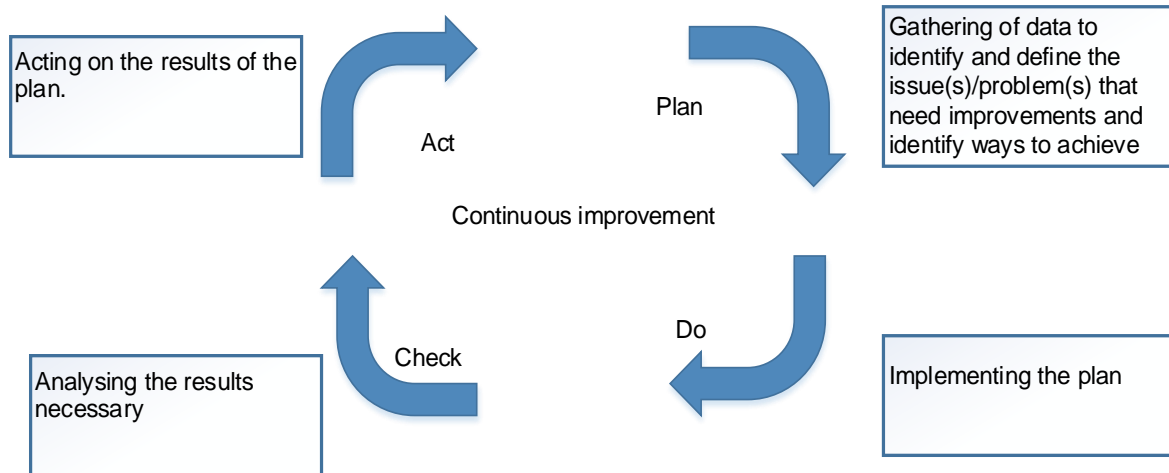 Acting on the results of the
plan.
Act
Plan
Gathering of data to
identify and define the
issue(s)/problem(s) that
need improvements and
identify ways to achieve
Continuous improvement
Analysing the results
necessary
Check
Do
Implementing the plan